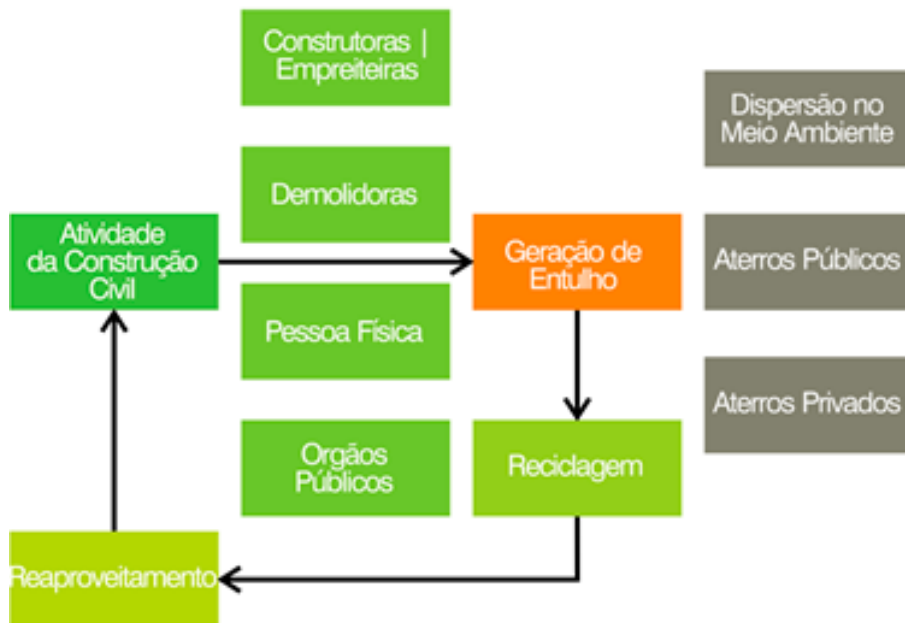 Construtoras |
Empreiteiras
Dispersão no
Meio Ambiente
Demolidoras
Atividade
da Construção
Civil
Geração de
Entulho
Aterros Públicos
Pessoa Física
Aterros Privados
Orgãos
Públicos
Reciclagem
Reaproveitamento